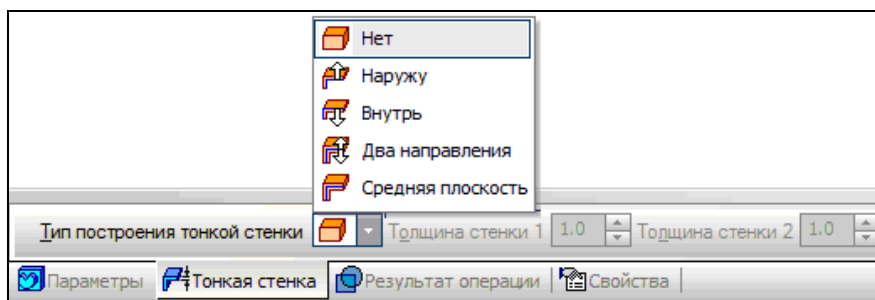 Нет
Наружу
Внутрь
Два направления
Средняя плоскость
Тип построения тонкой стенки Толщина стенки 1 1.0 Толщина стенки 2 1.0
Параметры Тонкая стенка Результат операции Свойства